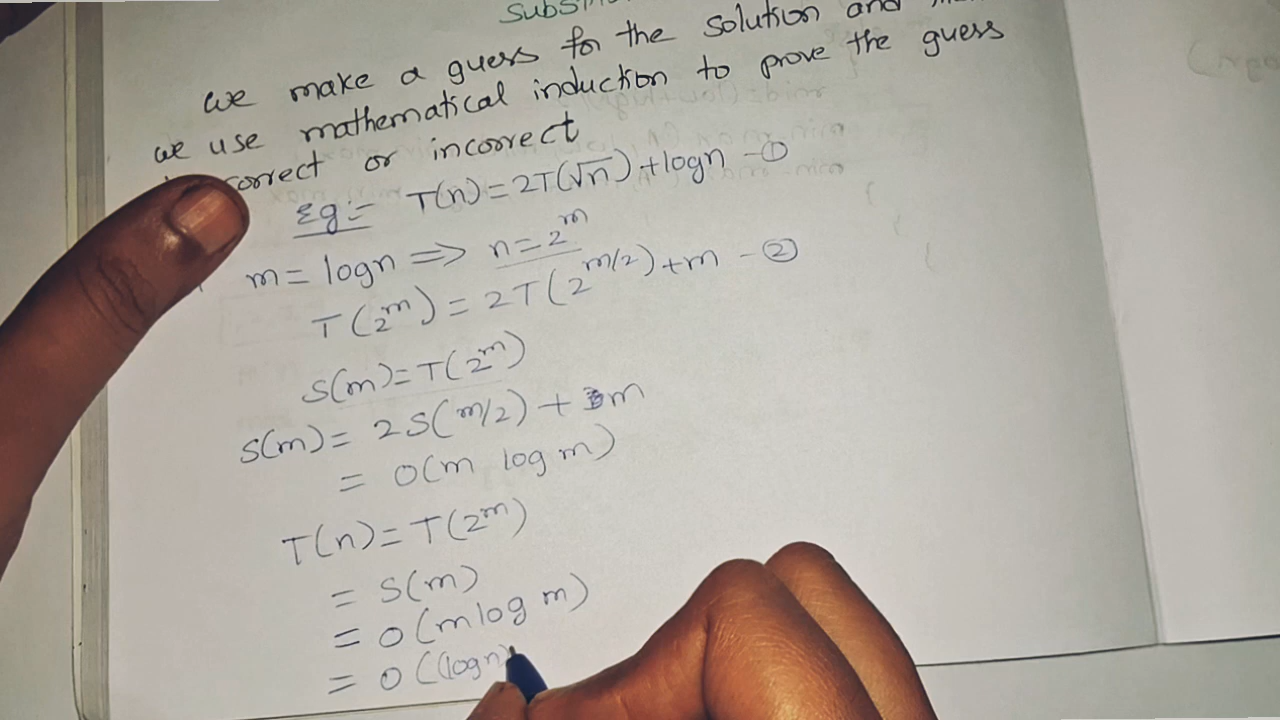 we make a guess for the solution and
we use mathematical induction to prove the guess
correct or incorrect
Eg:- T(n)=2T(√n)+logn -①
m=logn => n=2^m
T(2^m)=2T(2^m/2)+m -②
S(m)=T(2^m)
S(m)= 2S(m/2)+m
= O(m log m)
T(n)=T(2^m)
= S(m)
= O(m log m)
= O((logn)